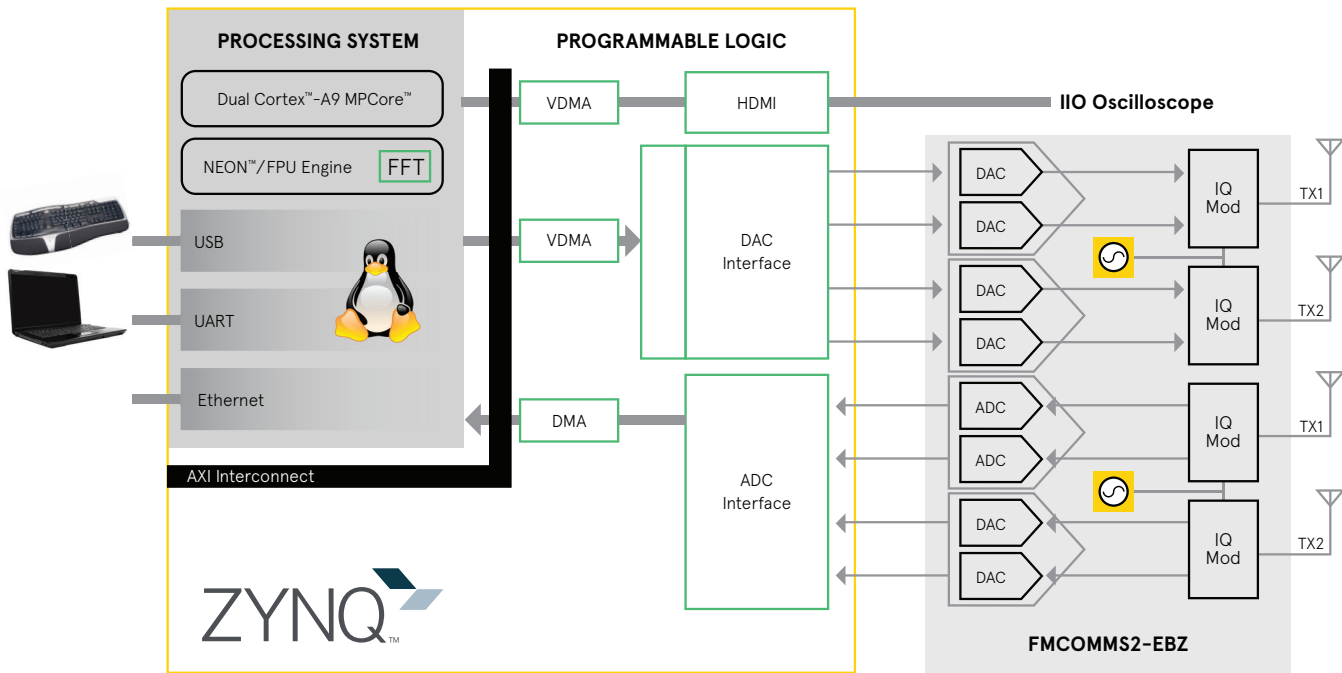 PROCESSING SYSTEM
PROGRAMMABLE LOGIC
Dual Cortex™-A9 MPCore™
NEON™/FPU Engine
FFT
USB
UART
Ethernet
AXI Interconnect
VDMA
HDMI
IIO Oscilloscope
VDMA
DAC
Interface
DMA
ADC
Interface
DAC
DAC
DAC
DAC
ADC
ADC
DAC
DAC
IQ
Mod
TX1
IQ
Mod
TX2
IQ
Mod
TX1
IQ
Mod
TX2
ZYNQ™
FMCOMMS2-EBZ